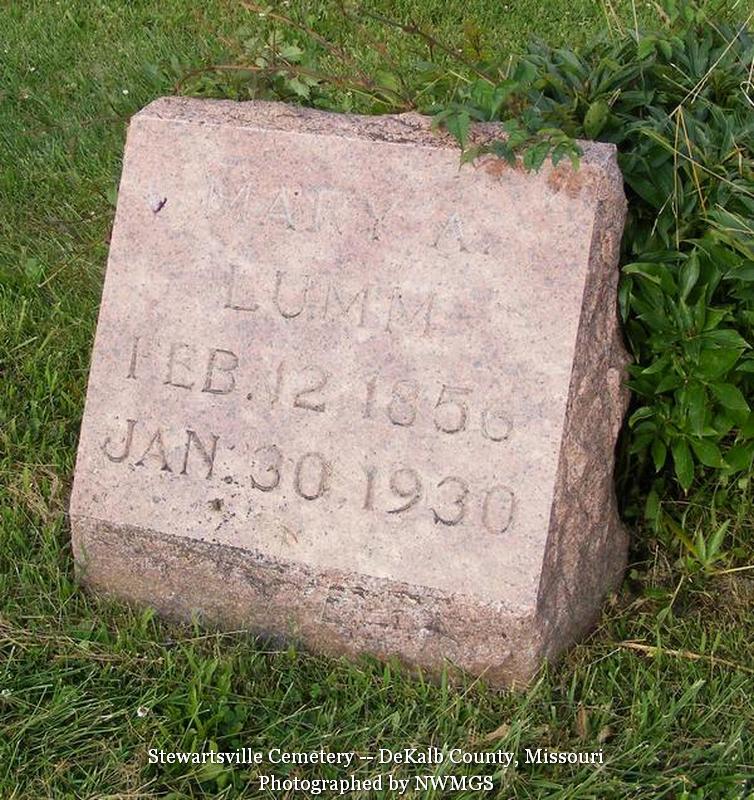 MARY A.
LUMM
FEB. 12 1856
JAN. 30 1930
Stewartsville Cemetery -- DeKalb County, Missouri
Photographed by NWMGS